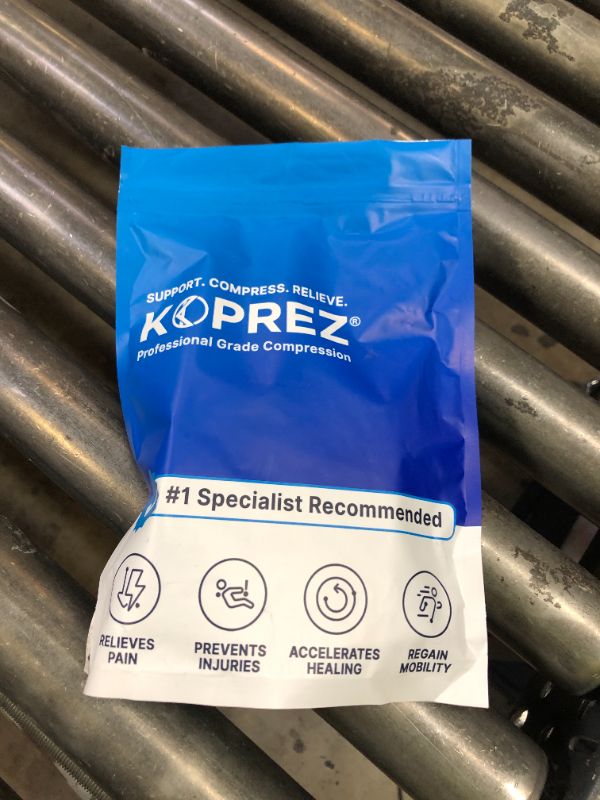 SUPPORT. COMPRESS. RELIEVE.
KOPREZ®
Professional Grade Compression
#1 Specialist Recommended
RELIEVES
PAIN
PREVENTS
INJURIES
ACCELERATES
HEALING
REGAIN
MOBILITY